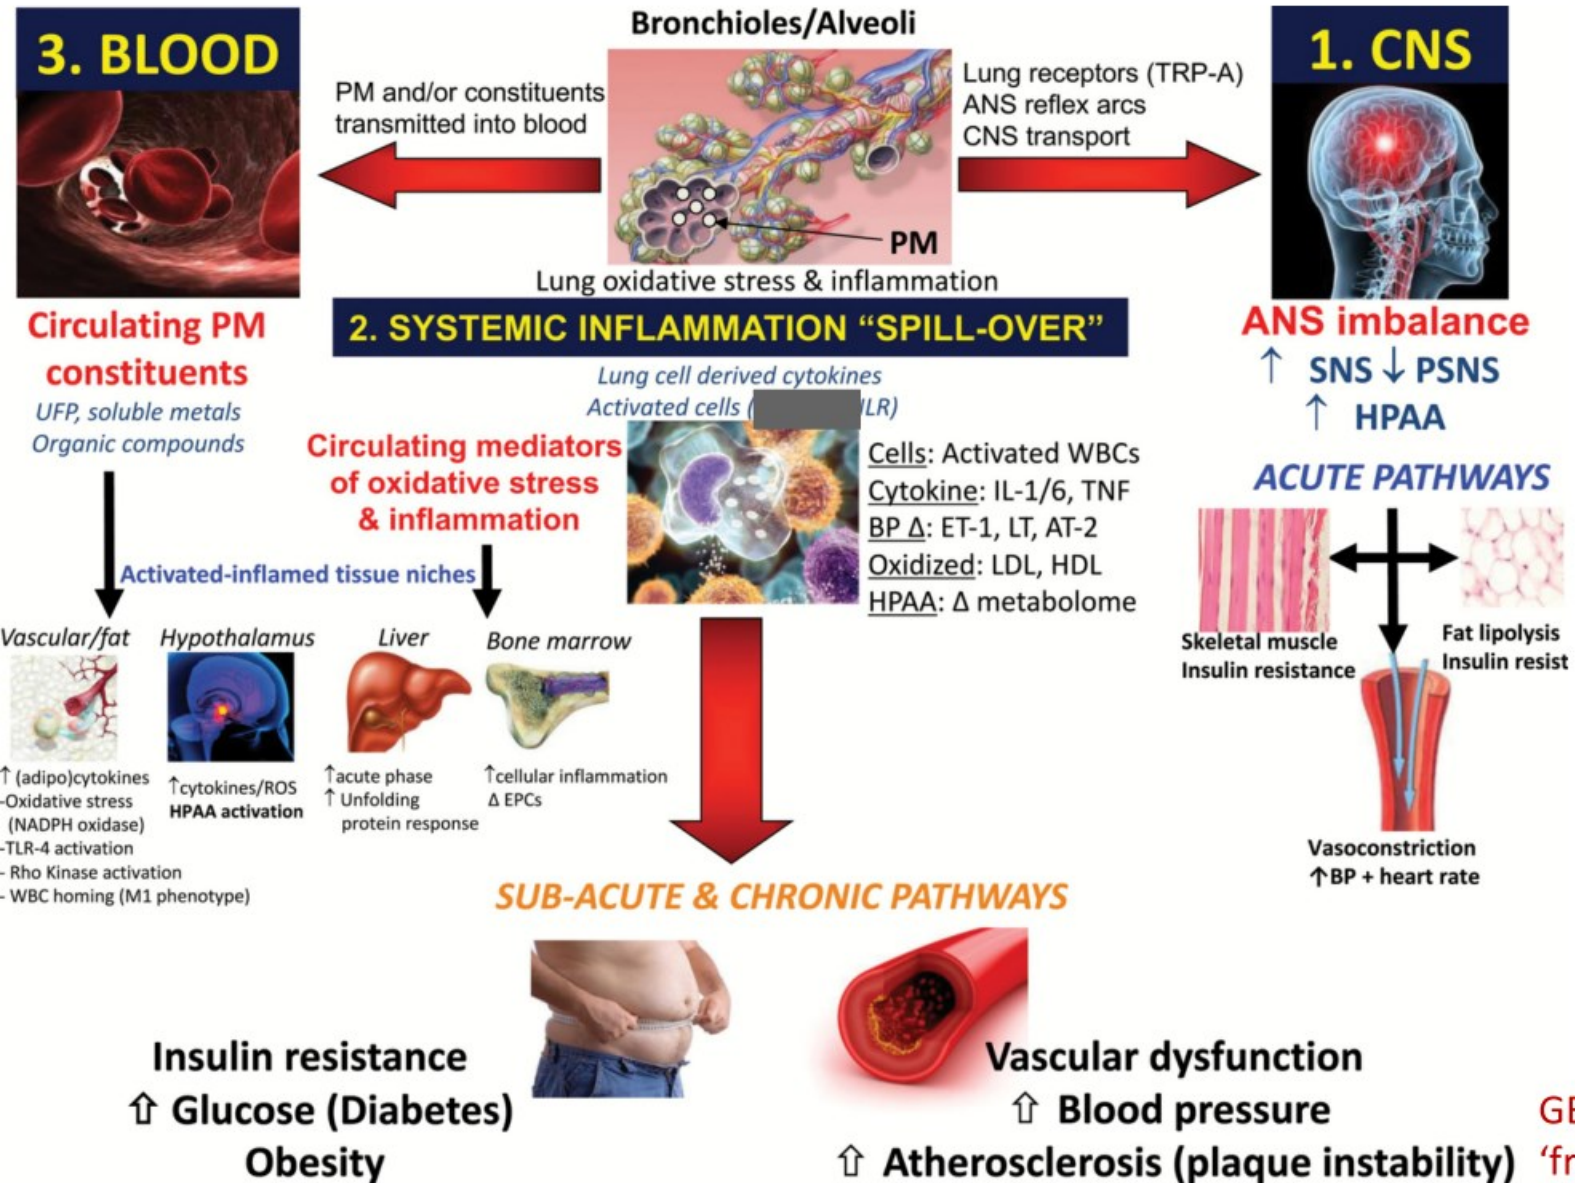 3. BLOOD
Bronchioles/Alveoli
1. CNS
PM and/or constituents
transmitted into blood
Lung receptors (TRP-A)
ANS reflex arcs
CNS transport
PM
Lung oxidative stress & inflammation
2. SYSTEMIC INFLAMMATION “SPILL-OVER”
Lung cell derived cytokines
Activated cells (
Circulating PM
constituents
UFP, soluble metals
Organic compounds
Circulating mediators
of oxidative stress
& inflammation
Cells: Activated WBCs
Cytokine: IL-1/6, TNF
BP Δ: ET-1, LT, AT-2
Oxidized: LDL, HDL
HPAA: Δ metabolome
ANS imbalance
↑ SNS ↓ PSNS
↑ HPAA
ACUTE PATHWAYS
Skeletal muscle
Insulin resistance
Fat lipolysis
Insulin resist
Vasoconstriction
↑BP + heart rate
Activated-inflamed tissue niches
Vascular/fat
↑ (adipo)cytokines
-Oxidative stress
(NADPH oxidase)
-TLR-4 activation
- Rho Kinase activation
- WBC homing (M1 phenotype)
Hypothalamus
↑cytokines/ROS
HPAA activation
Liver
↑acute phase
↑ Unfolding
protein response
Bone marrow
↑cellular inflammation
Δ EPCs
SUB-ACUTE & CHRONIC PATHWAYS
Insulin resistance
⇧ Glucose (Diabetes)
Obesity
Vascular dysfunction
⇧ Blood pressure
⇧ Atherosclerosis (plaque instability)